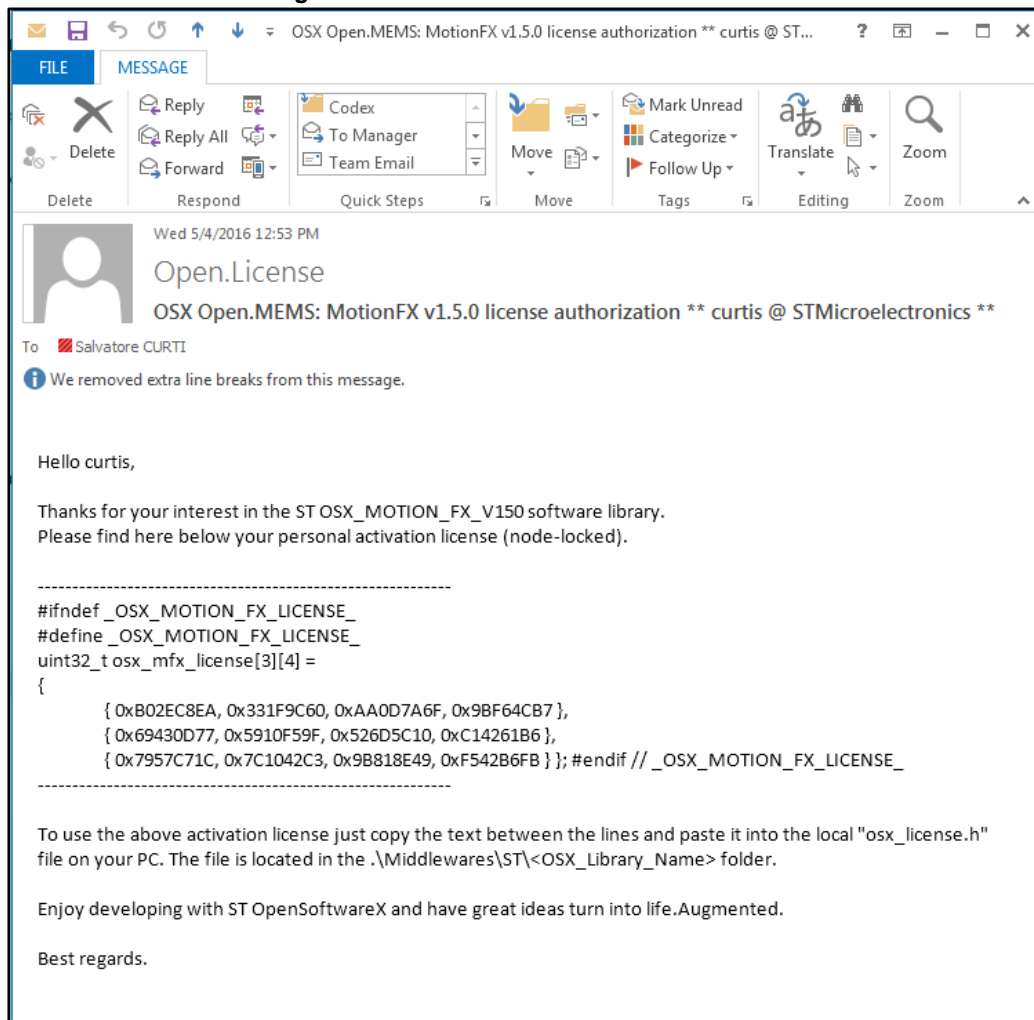 OSX Open.MEMS: MotionFX v1.5.0 license authorization ** curtis @ ST... ?
FILE MESSAGE
Delete
Reply
Reply All
Forward
Codex
To Manager
Team Email
Move
Mark Unread
Categorize
Follow Up
Translate
Zoom
Delete Respond Quick Steps Move Tags Editing Zoom
Wed 5/4/2016 12:53 PM
Open.License
OSX Open.MEMS: MotionFX v1.5.0 license authorization ** curtis @ STMicroelectronics **
To Salvatore CURTI
We removed extra line breaks from this message.
Hello curtis,
Thanks for your interest in the ST OSX_MOTION_FX_V150 software library.
Please find here below your personal activation license (node-locked).
------------------------------------------------------------
#ifndef _OSX_MOTION_FX_LICENSE_
#define _OSX_MOTION_FX_LICENSE_
uint32_t osx_mfx_license[3][4] =
{
{ 0xB02EC8EA, 0x331F9C60, 0xAA0D7A6F, 0x9BF64CB7 },
{ 0x69430D77, 0x5910F59F, 0x526D5C10, 0xC14261B6 },
{ 0x7957C71C, 0x7C1042C3, 0x9B818E49, 0xF542B6FB } }; #endif // _OSX_MOTION_FX_LICENSE_
------------------------------------------------------------
To use the above activation license just copy the text between the lines and paste it into the local "osx_license.h"
file on your PC. The file is located in the .\Middlewares\ST\<OSX_Library_Name> folder.
Enjoy developing with ST OpenSoftwareX and have great ideas turn into life.Augmented.
Best regards.